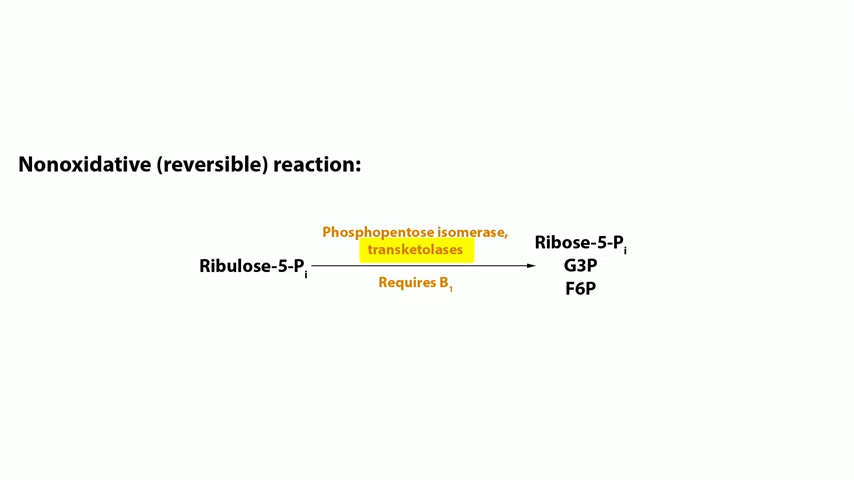 Nonoxidative (reversible) reaction:
Phosphopentose isomerase,
transketolases
Ribulose-5-Pi
Requires B1
Ribose-5-Pi
G3P
F6P